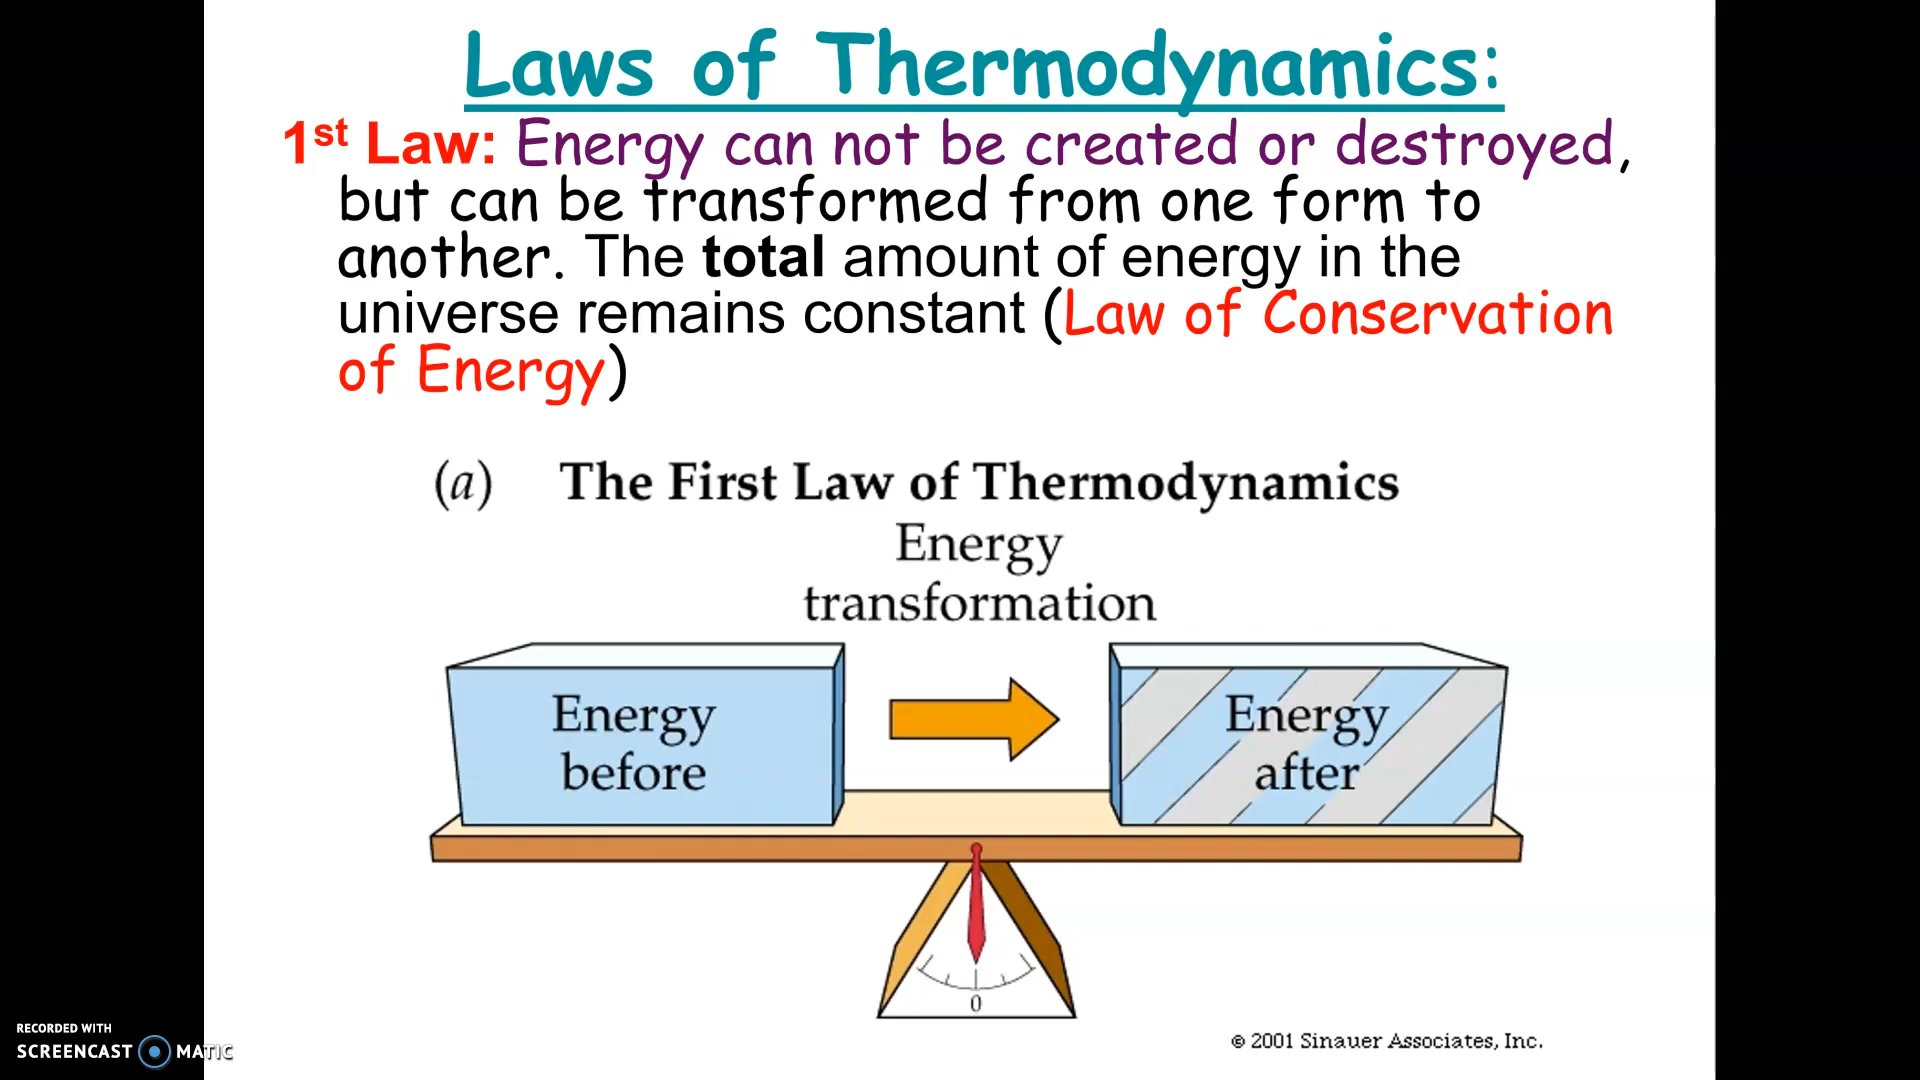 Laws of Thermodynamics:
1st Law: Energy can not be created or destroyed,
but can be transformed from one form to
another. The total amount of energy in the
universe remains constant (Law of Conservation
of Energy)
(a) The First Law of Thermodynamics
Energy
transformation
Energy
before
Energy
after
0
© 2001 Sinauer Associates, Inc.
RECORDED WITH
SCREENCAST MATIC